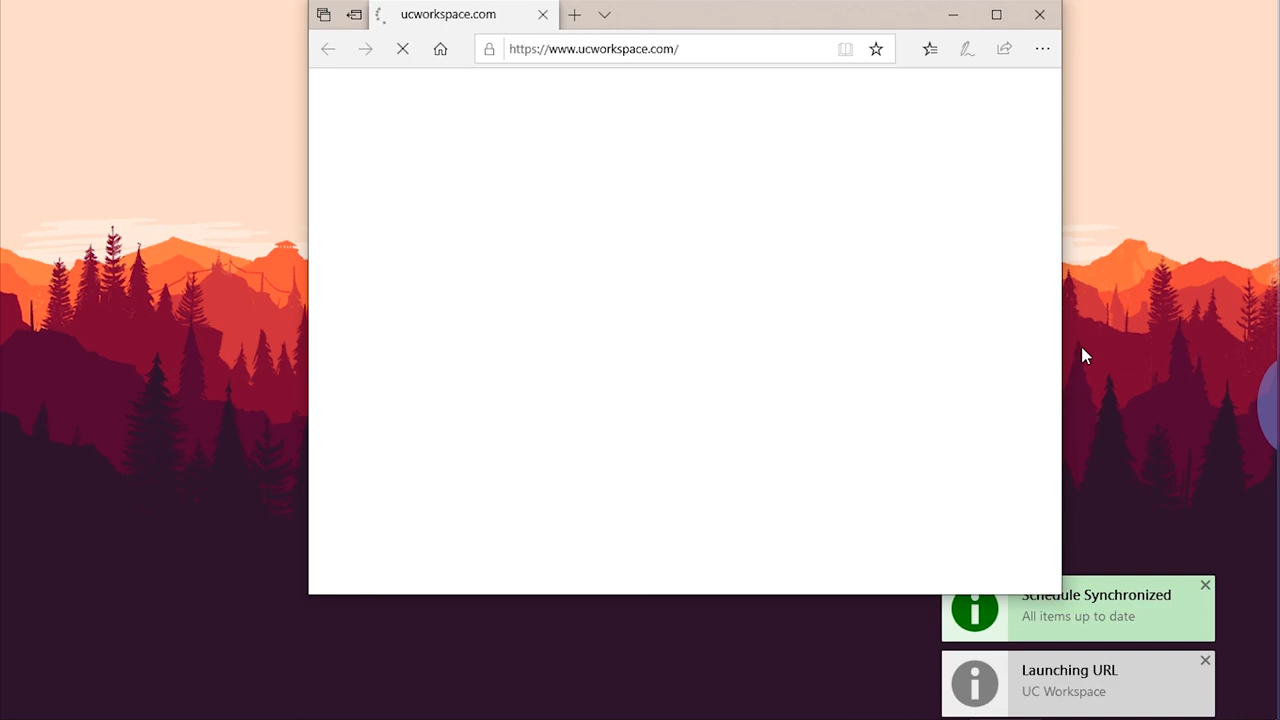 ucworkspace.com
https://www.ucworkspace.com/
Schedule Synchronized
All items up to date
Launching URL
UC Workspace